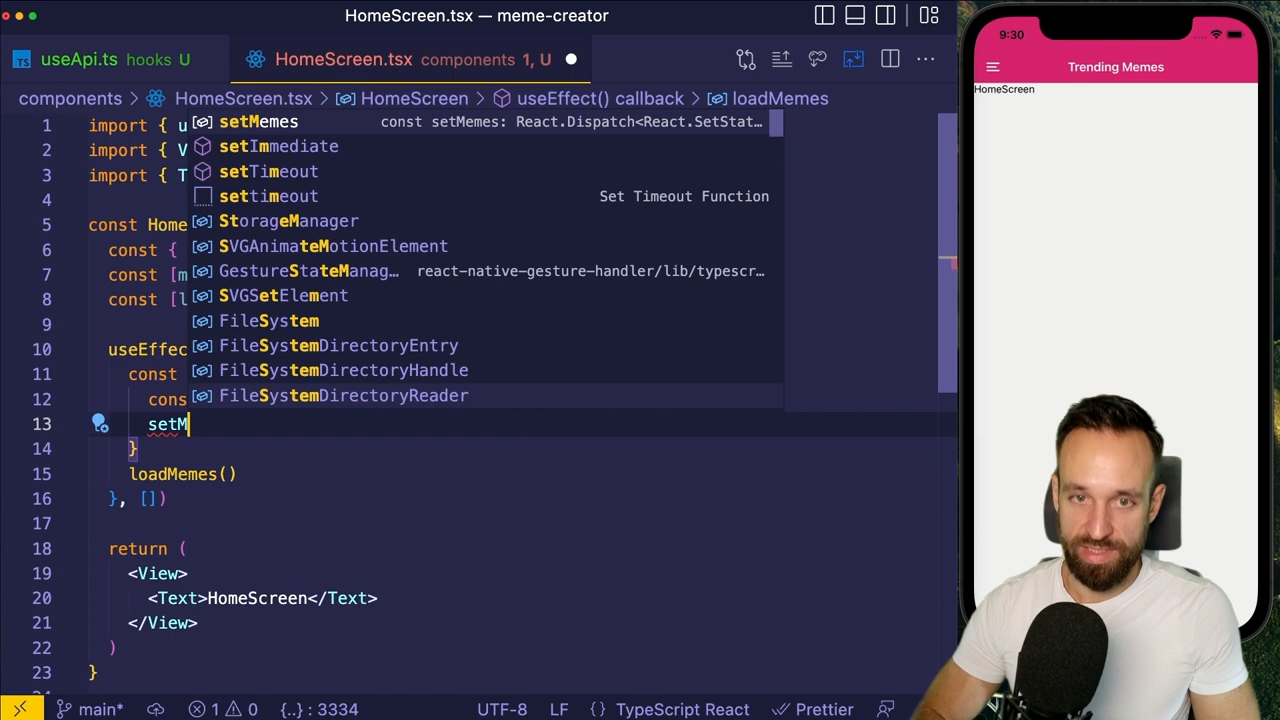 HomeScreen.tsx — meme-creator
useApi.ts hooks U
HomeScreen.tsx components 1, U
components > HomeScreen.tsx > HomeScreen > useEffect() callback > loadMemes
1 import { u
2 import { V
3 import { T
4
5 const Home
6 const {
7 const [m
8 const [l
9
10 useEffec
11 const
12 cons
13 setM
14 }
15 loadMemes()
16 }, [])
17
18 return (
19 <View>
20 <Text>HomeScreen</Text>
21 </View>
22 )
23 }
setMemes const setMemes: React.Dispatch<React.SetStat…
setImmediate
setTimeout
settimeout Set Timeout Function
StorageManager
SVGAnimateMotionElement
GestureStateManag… react-native-gesture-handler/lib/typescr…
SVGSetElement
FileSystem
FileSystemDirectoryEntry
FileSystemDirectoryHandle
FileSystemDirectoryReader
main* 1 0 {..} : 3334 UTF-8 LF {} TypeScript React Prettier
9:30
Trending Memes
HomeScreen